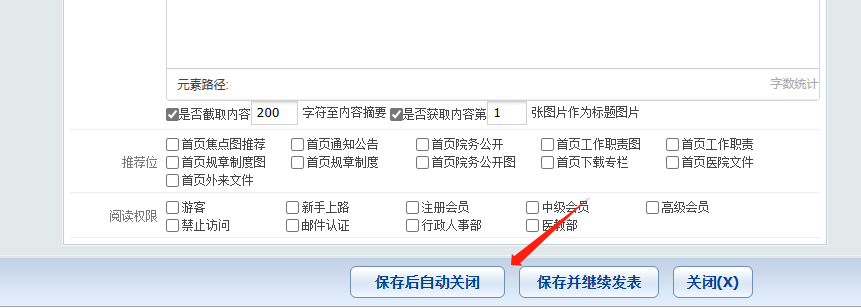 元素路径: 字数统计
是否截取内容 200 字符至内容摘要 是否获取内容第 1 张图片作为标题图片
首页焦点图推荐 首页通知公告 首页院务公开 首页工作职责图 首页工作职责
推荐位 首页规章制度图 首页规章制度 首页院务公开图 首页下载专栏 首页医院文件
首页外来文件
阅读权限 游客 新手上路 注册会员 中级会员 高级会员
禁止访问 邮件认证 行政人事部 医教部
保存后自动关闭 保存并继续发表 关闭(X)